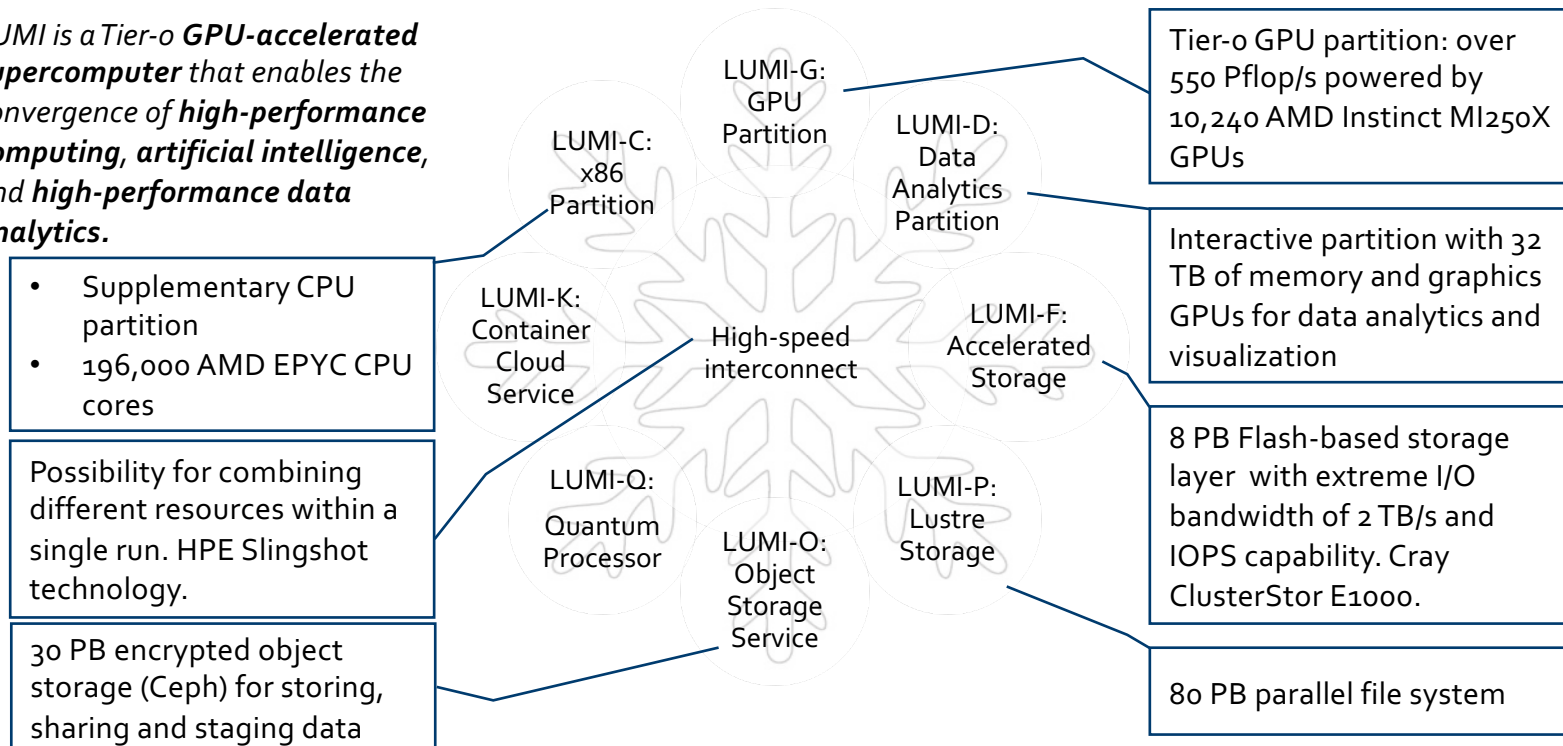 UMI is a Tier-0 GPU-accelerated
upercomputer that enables the
onvergence of high-performance
omputing, artificial intelligence,
nd high-performance data
nalytics.
• Supplementary CPU
partition
• 196,000 AMD EPYC CPU
cores
Possibility for combining
different resources within a
single run. HPE Slingshot
technology.
30 PB encrypted object
storage (Ceph) for storing,
sharing and staging data
LUMI-G:
GPU
Partition
LUMI-C:
x86
Partition
LUMI-D:
Data
Analytics
Partition
LUMI-K:
Container
Cloud
Service
High-speed
interconnect
LUMI-F:
Accelerated
Storage
LUMI-Q:
Quantum
Processor
LUMI-O:
Object
Storage
Service
LUMI-P:
Lustre
Storage
Tier-0 GPU partition: over
550 Pflop/s powered by
10,240 AMD Instinct MI250X
GPUs
Interactive partition with 32
TB of memory and graphics
GPUs for data analytics and
visualization
8 PB Flash-based storage
layer with extreme I/O
bandwidth of 2 TB/s and
IOPS capability. Cray
ClusterStor E1000.
80 PB parallel file system